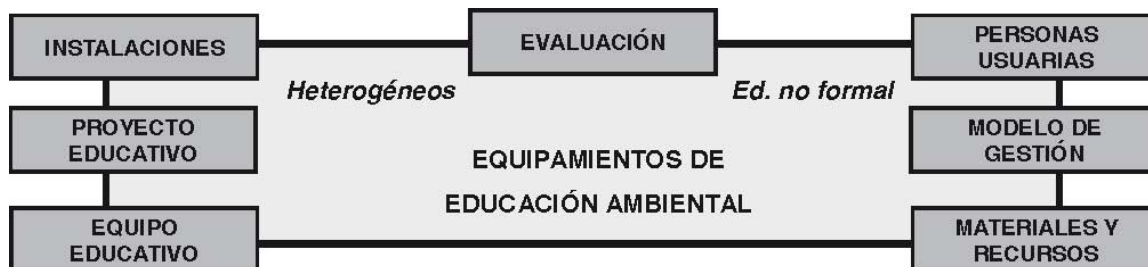 INSTALACIONES
EVALUACIÓN
PERSONAS
USUARIAS
Heterogéneos
Ed. no formal
PROYECTO
EDUCATIVO
MODELO DE
GESTIÓN
EQUIPAMIENTOS DE
EDUCACIÓN AMBIENTAL
EQUIPO
EDUCATIVO
MATERIALES Y
RECURSOS